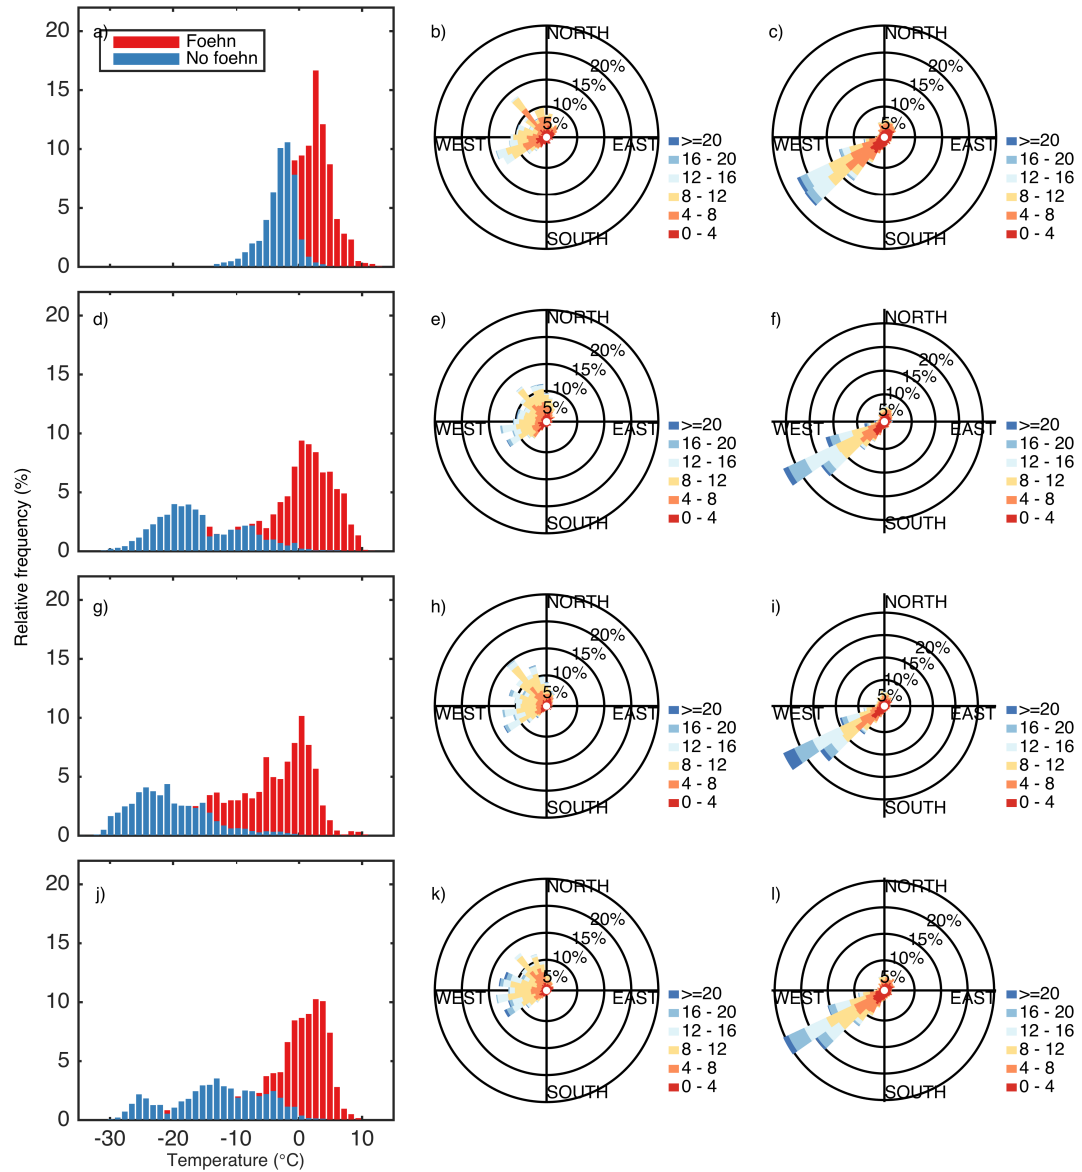 a)
Foehn
No foehn
20
15
10
5
0
b)
NORTH
20%
15%
10%
5%
WEST
EAST
SOUTH
>=20
16 - 20
12 - 16
8 - 12
4 - 8
0 - 4
c)
NORTH
20%
15%
10%
5%
WEST
EAST
SOUTH
>=20
16 - 20
12 - 16
8 - 12
4 - 8
0 - 4
Relative frequency (%)
d)
20
15
10
5
0
e)
NORTH
20%
15%
10%
5%
WEST
EAST
SOUTH
>=20
16 - 20
12 - 16
8 - 12
4 - 8
0 - 4
f)
NORTH
20%
15%
10%
5%
WEST
EAST
SOUTH
>=20
16 - 20
12 - 16
8 - 12
4 - 8
0 - 4
g)
20
15
10
5
0
h)
NORTH
20%
15%
10%
5%
WEST
EAST
SOUTH
>=20
16 - 20
12 - 16
8 - 12
4 - 8
0 - 4
i)
NORTH
20%
15%
10%
5%
WEST
EAST
SOUTH
>=20
16 - 20
12 - 16
8 - 12
4 - 8
0 - 4
j)
20
15
10
5
0
-30
-20
-10
0
10
Temperature (°C)
k)
NORTH
20%
15%
10%
5%
WEST
EAST
SOUTH
>=20
16 - 20
12 - 16
8 - 12
4 - 8
0 - 4
l)
NORTH
20%
15%
10%
5%
WEST
EAST
SOUTH
>=20
16 - 20
12 - 16
8 - 12
4 - 8
0 - 4